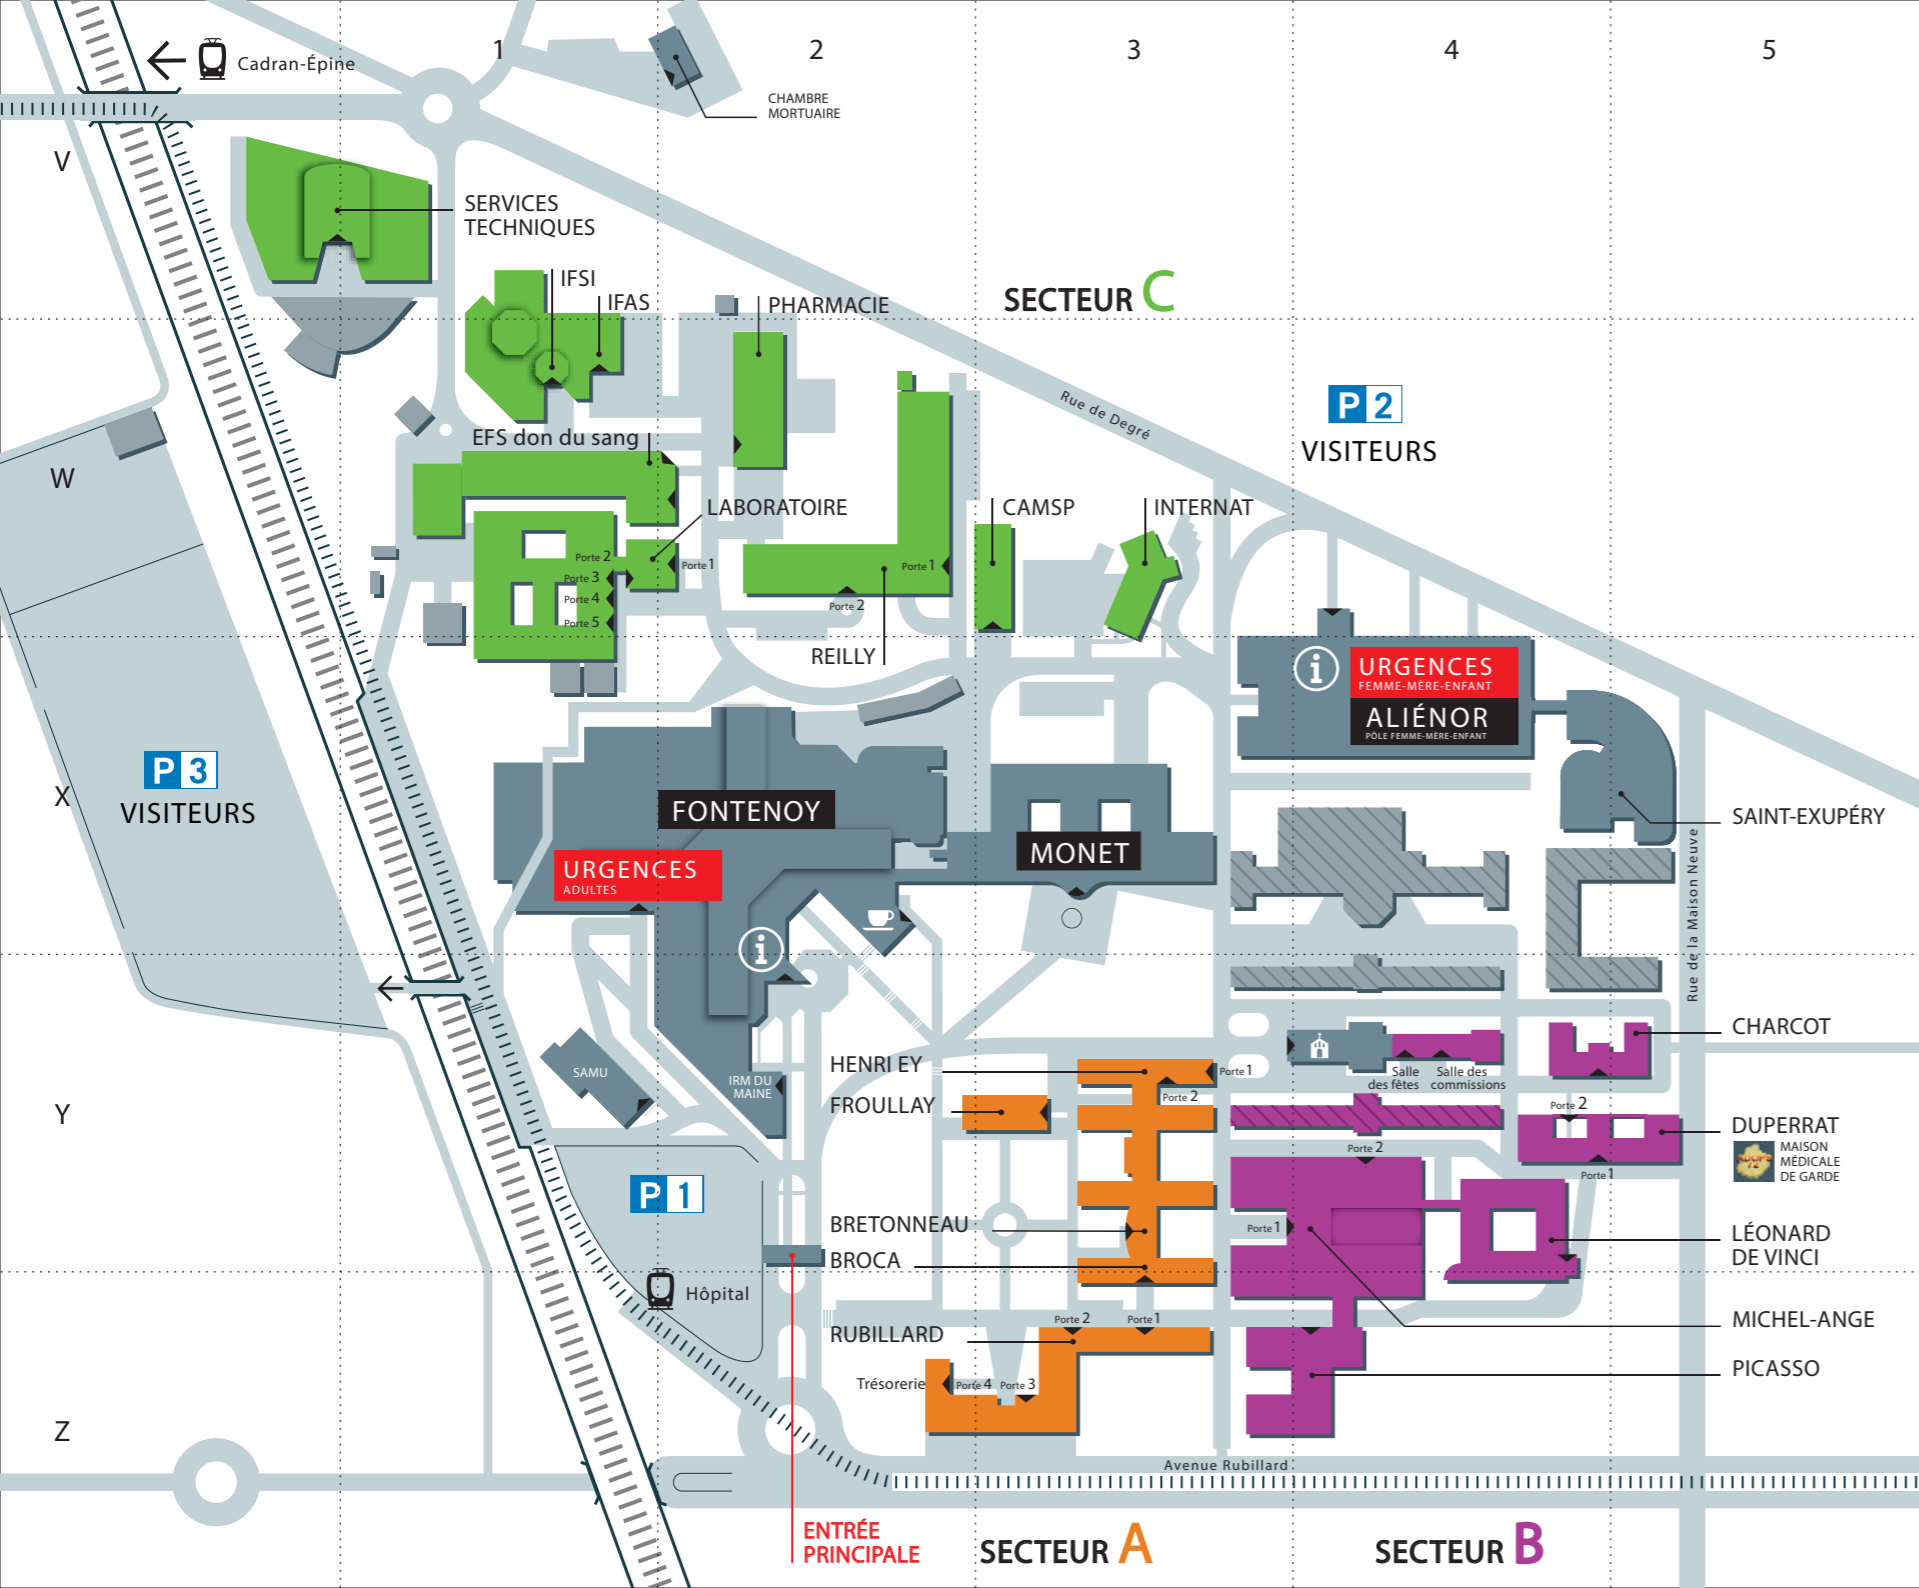 1
2
3
4
5
Cadran-Épine
CHAMBRE
MORTUAIRE
V
SERVICES
TECHNIQUES
IFSI
IFAS
PHARMACIE
SECTEUR C
Rue de Degré
P 2
VISITEURS
EFS don du sang
W
LABORATOIRE
CAMSP
INTERNAT
Porte 2
Porte 1
Porte 3
Porte 4
Porte 5
Porte 1
Porte 2
REILLY
i
URGENCES
FEMME-MÈRE-ENFANT
ALIÉNOR
PÔLE FEMME-MÈRE-ENFANT
P 3
VISITEURS
X
FONTENOY
MONET
SAINT-EXUPÉRY
URGENCES
ADULTES
Rue de la Maison Neuve
i
CHARCOT
SAMU
IRM DU
MAINE
HENRI EY
Porte 1
Porte 2
Salle
des fêtes
Salle des
commissions
FROULLAY
Y
Porte 2
DUPERRAT
MAISON
MÉDICALE
DE GARDE
Porte 2
Porte 1
P 1
BRETONNEAU
Porte 1
LÉONARD
DE VINCI
BROCA
Hôpital
Porte 2
Porte 1
MICHEL-ANGE
RUBILLARD
PICASSO
Trésorerie
Porte 4
Porte 3
Z
Avenue Rubillard
ENTRÉE
PRINCIPALE
SECTEUR A
SECTEUR B